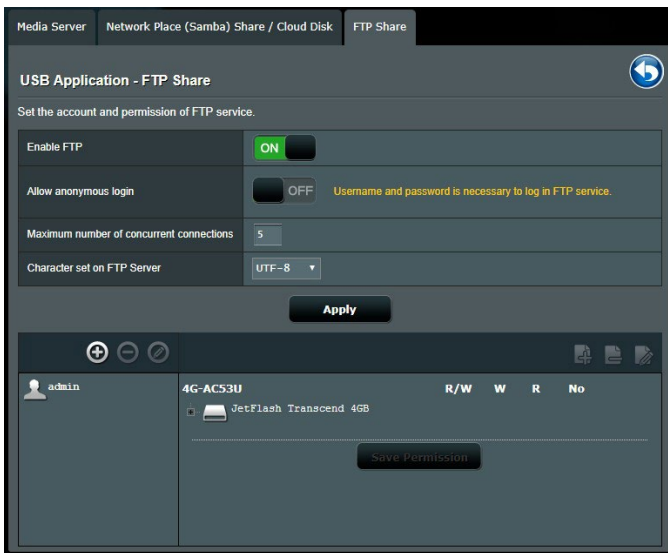 Media Server Network Place (Samba) Share / Cloud Disk FTP Share
USB Application - FTP Share
Set the account and permission of FTP service.
Enable FTP ON
Allow anonymous login OFF Username and password is necessary to log in FTP service.
Maximum number of concurrent connections 5
Character set on FTP Server UTF-8
Apply
admin 4G-AC53U R/W W R No
JetFlash Transcend 4GB
Save Permission